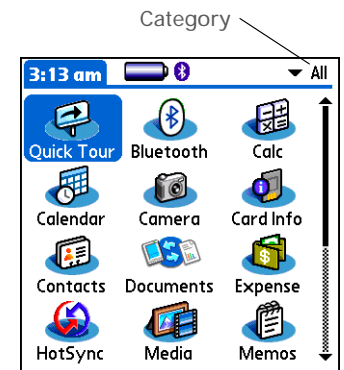 Category
3:13 am All
Quick Tour Bluetooth Calc
Calendar Camera Card Info
Contacts Documents Expense
HotSync Media Memos